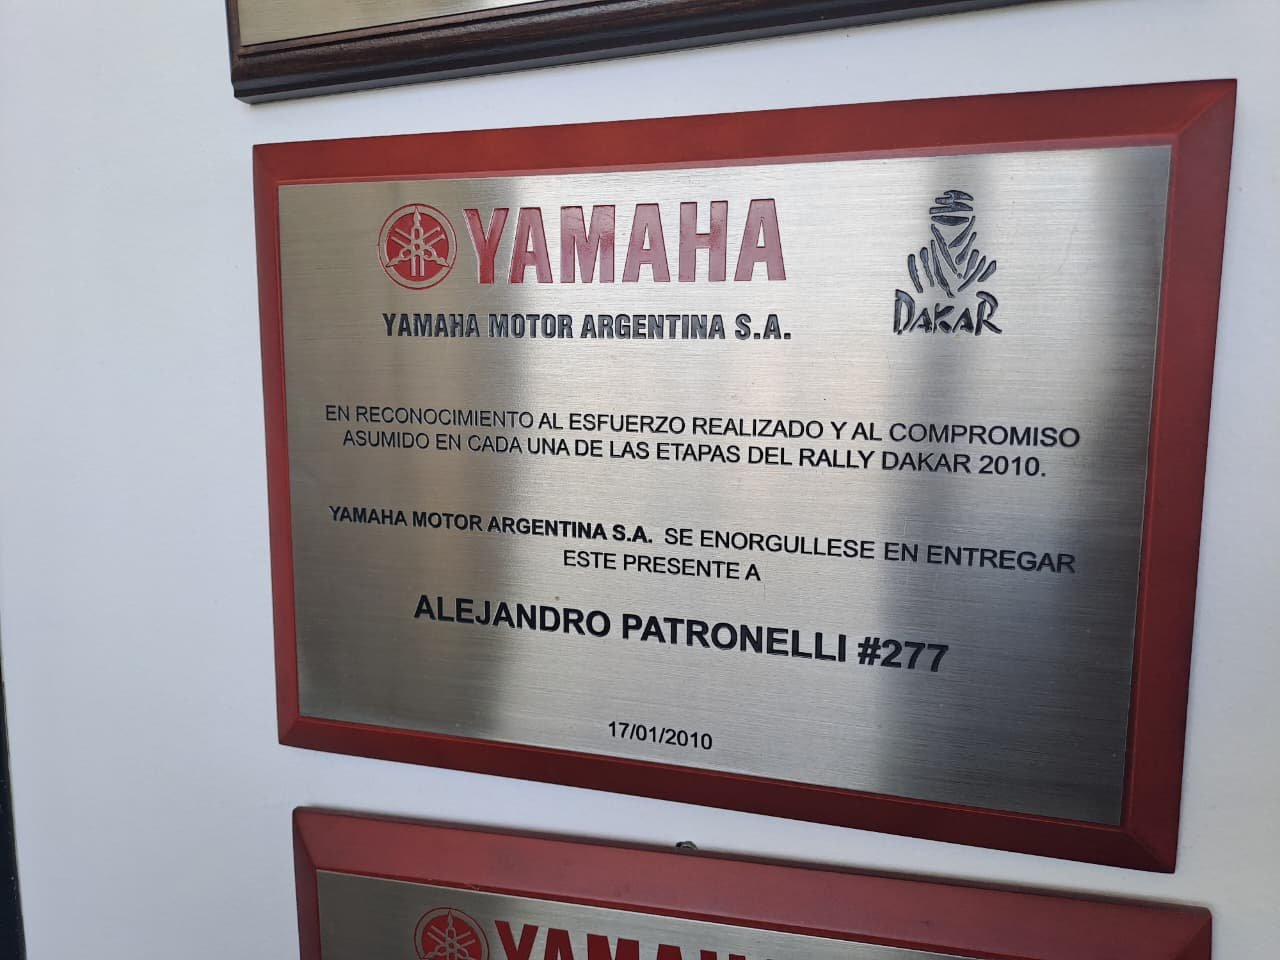 YAMAHA
YAMAHA MOTOR ARGENTINA S.A.
DAKAR
EN RECONOCIMIENTO AL ESFUERZO REALIZADO Y AL COMPROMISO
ASUMIDO EN CADA UNA DE LAS ETAPAS DEL RALLY DAKAR 2010.
YAMAHA MOTOR ARGENTINA S.A. SE ENORGULLESE EN ENTREGAR
ESTE PRESENTE A
ALEJANDRO PATRONELLI #277
17/01/2010
YAMAHA